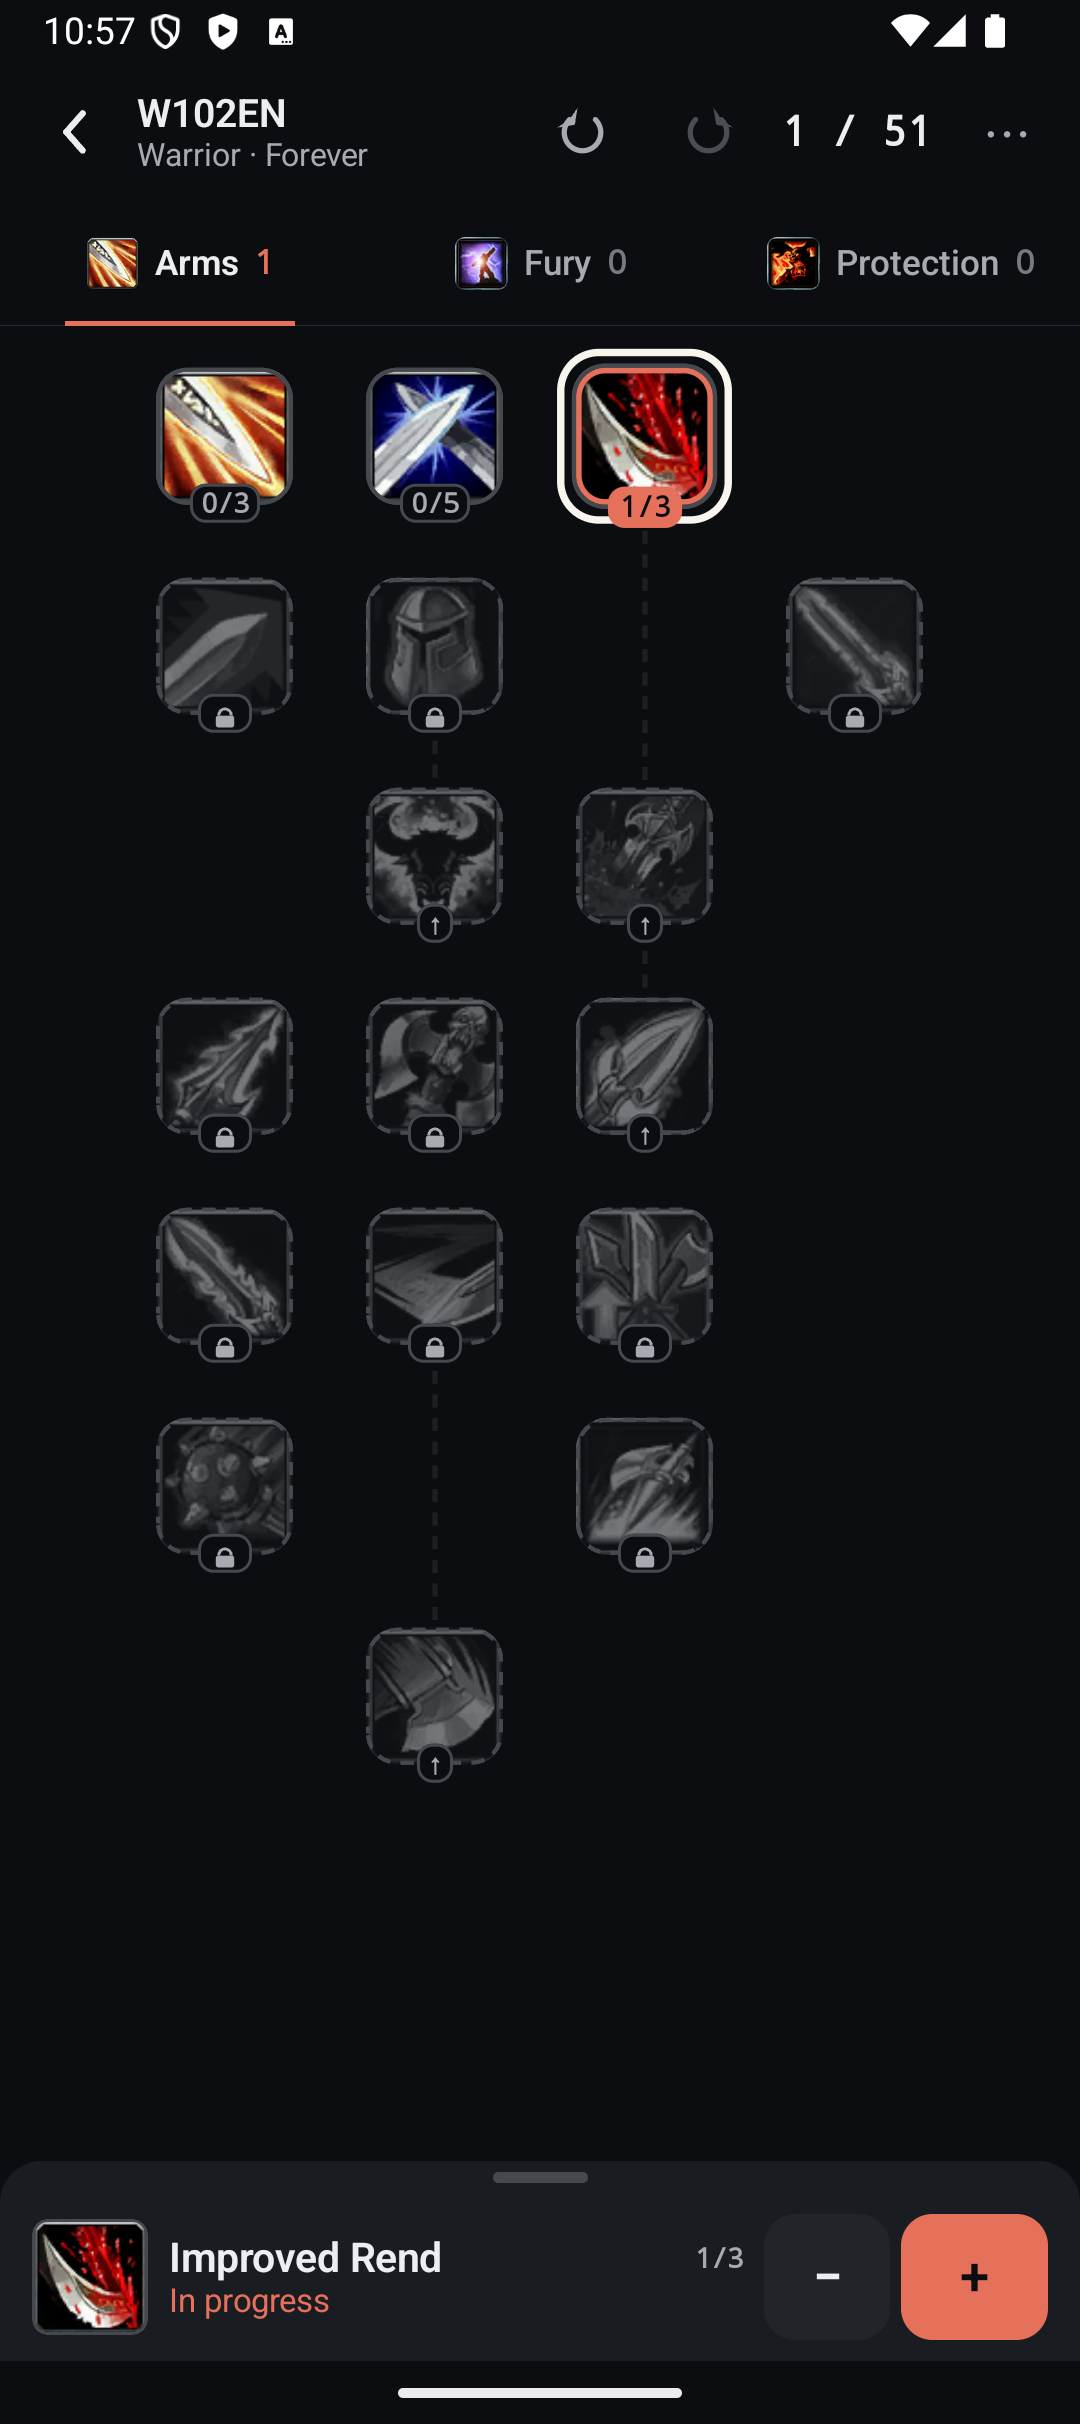 10:57
W102EN
Warrior · Forever
1 / 51
Arms 1
Fury 0
Protection 0
0/3
0/5
1/3
Improved Rend
In progress
1/3